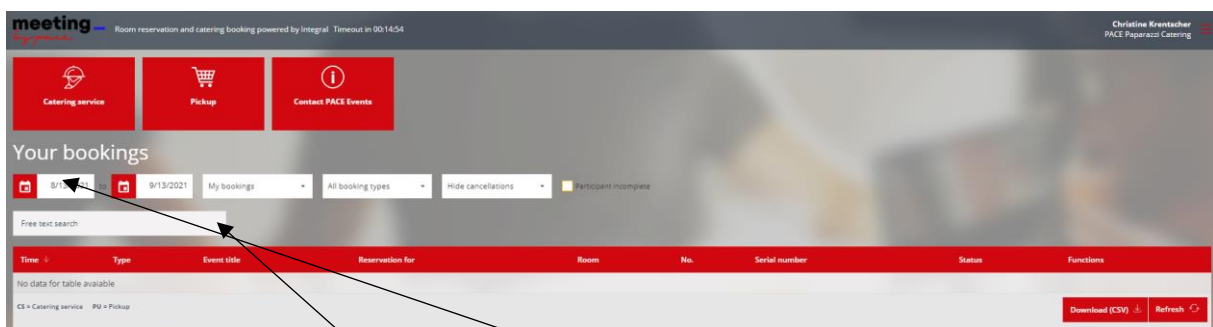 meeting_ Room reservation and catering booking powered by Integral Timeout in 00:14:54
by pace
Christine Krentscher
PACE Paparazzi Catering
Catering service Pickup Contact PACE Events
Your bookings
to 9/13/2021 My bookings All booking types Hide cancellations Participant incomplete
Free text search
Time Type Event title Reservation for Room No. Serial number Status Functions
No data for table avaiable
CS = Catering service PU = Pickup
Download (CSV) Refresh